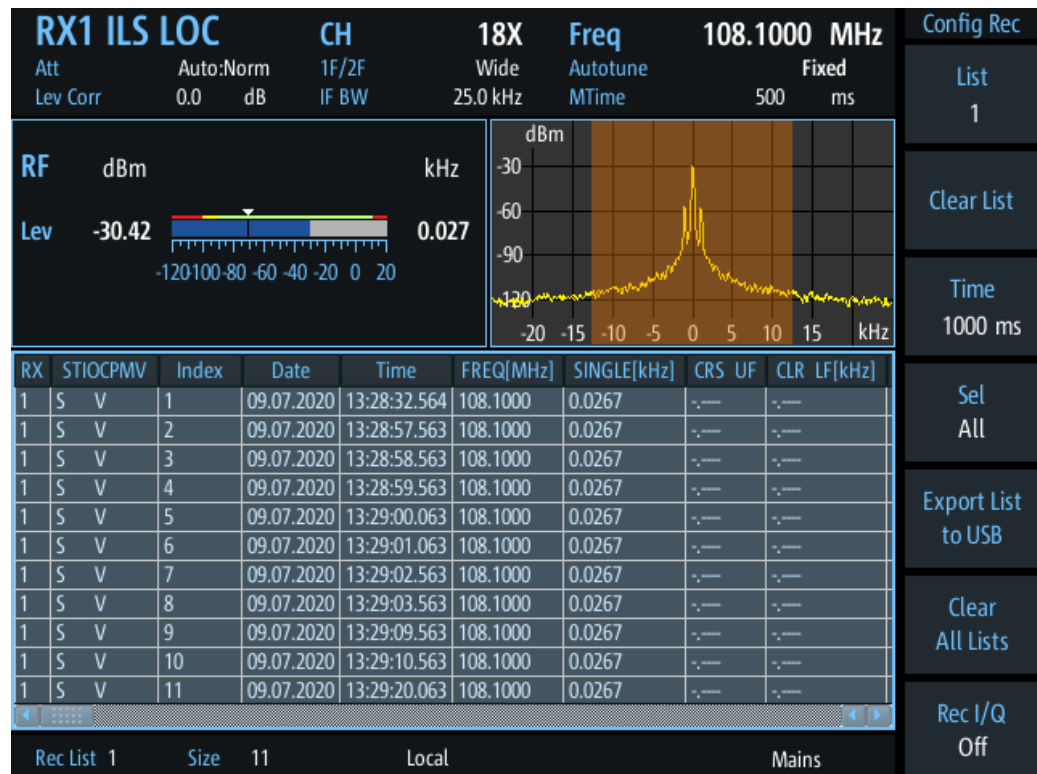 RX1 ILS LOC CH 18X Freq 108.1000 MHz
Att Auto:Norm 1F/2F Wide Autotune Fixed
Lev Corr 0.0 dB IF BW 25.0 kHz MTime 500 ms
RF dBm kHz
Lev -30.42 0.027
-120 -100 -80 -60 -40 -20 0 20
dBm
-30
-60
-90
-120
-20 -15 -10 -5 0 5 10 15 kHz
RX STIOCPMV Index Date Time FREQ[MHz] SINGLE[kHz] CRS UF CLR LF[kHz]
1 S V 1 09.07.2020 13:28:32.564 108.1000 0.0267 -.---- -.----
1 S V 2 09.07.2020 13:28:57.563 108.1000 0.0267 -.---- -.----
1 S V 3 09.07.2020 13:28:58.563 108.1000 0.0267 -.---- -.----
1 S V 4 09.07.2020 13:28:59.563 108.1000 0.0267 -.---- -.----
1 S V 5 09.07.2020 13:29:00.063 108.1000 0.0267 -.---- -.----
1 S V 6 09.07.2020 13:29:01.063 108.1000 0.0267 -.---- -.----
1 S V 7 09.07.2020 13:29:02.563 108.1000 0.0267 -.---- -.----
1 S V 8 09.07.2020 13:29:03.563 108.1000 0.0267 -.---- -.----
1 S V 9 09.07.2020 13:29:09.563 108.1000 0.0267 -.---- -.----
1 S V 10 09.07.2020 13:29:10.563 108.1000 0.0267 -.---- -.----
1 S V 11 09.07.2020 13:29:20.063 108.1000 0.0267 -.---- -.----
Rec List 1 Size 11 Local Mains
Config Rec
List
1
Clear List
Time
1000 ms
Sel
All
Export List
to USB
Clear
All Lists
Rec I/Q
Off